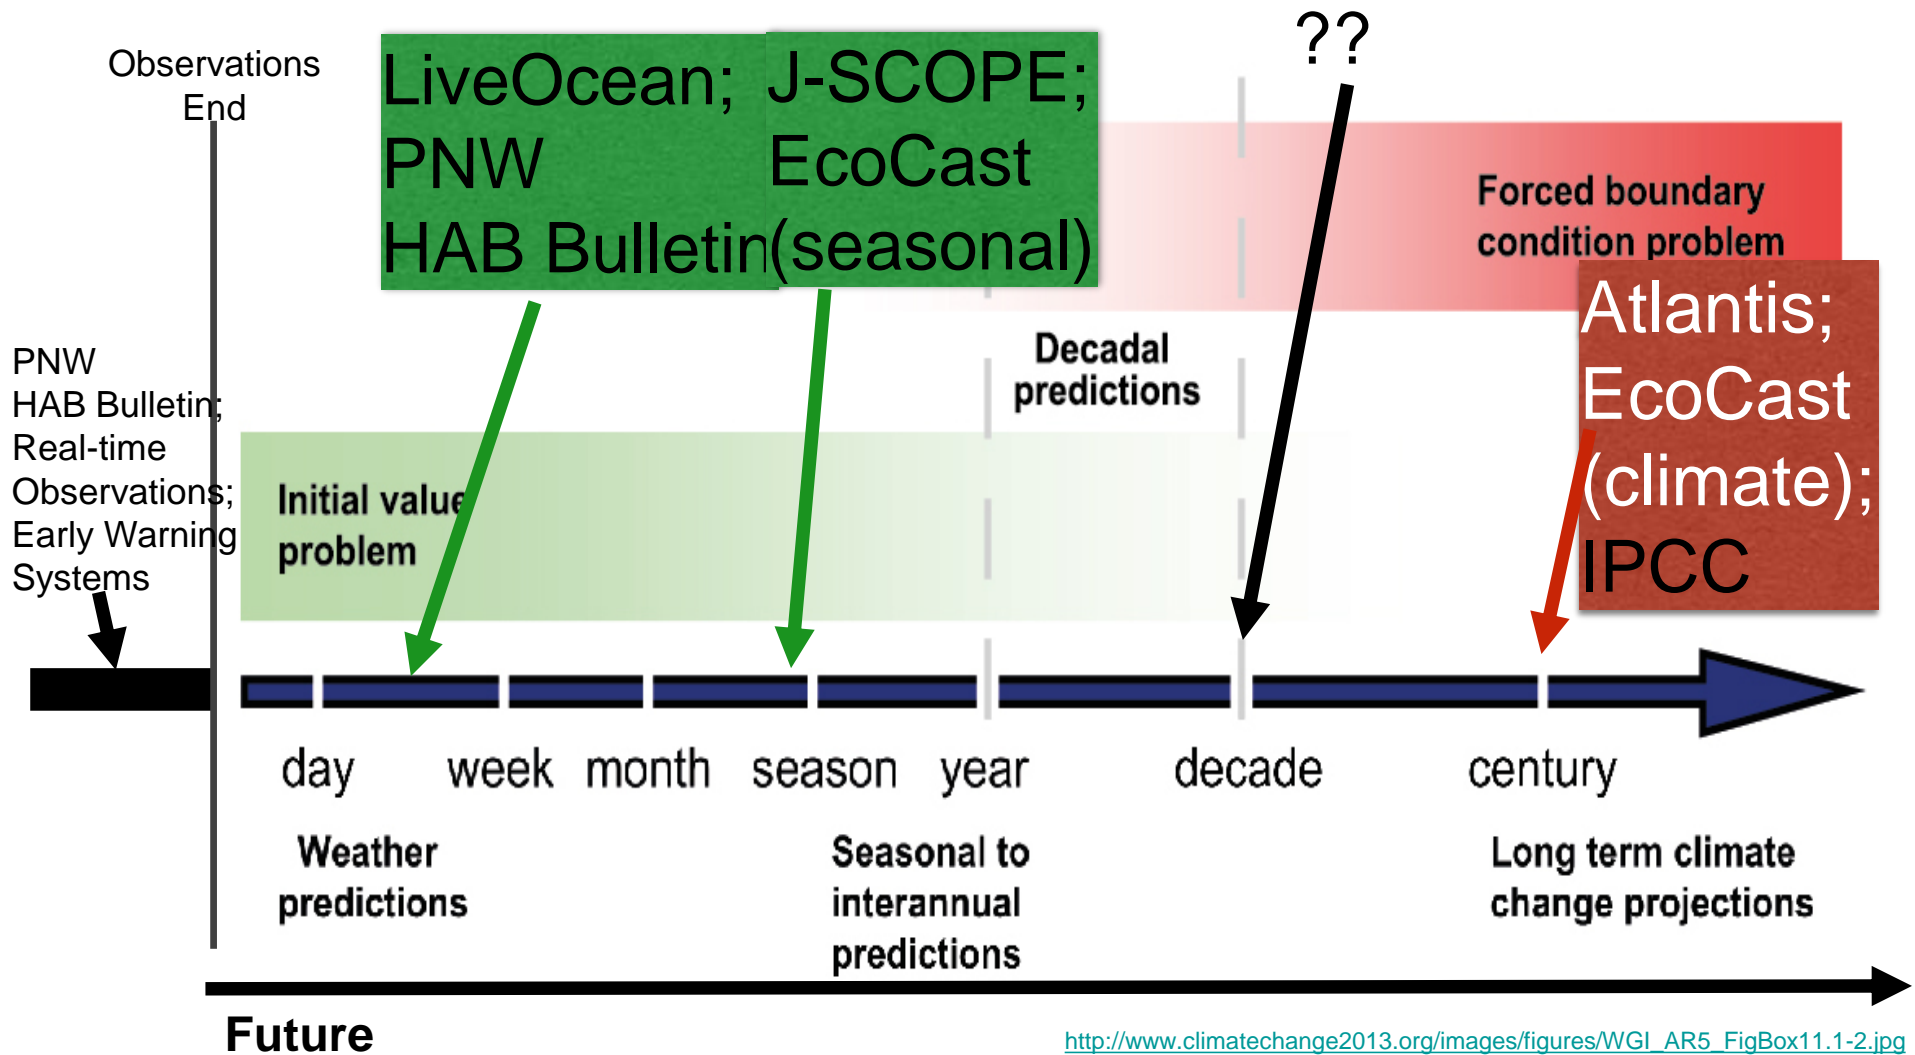 Observations
End
LiveOcean;
PNW
HAB Bulletin
J-SCOPE;
EcoCast
(seasonal)
??
Forced boundary
condition problem
Atlantis;
EcoCast
(climate);
IPCC
Decadal
predictions
PNW
HAB Bulletin;
Real-time
Observations;
Early Warning
Systems
Initial value
problem
day
week
month
season
year
decade
century
Weather
predictions
Seasonal to
interannual
predictions
Long term climate
change projections
Future
http://www.climatechange2013.org/images/figures/WGI_AR5_FigBox11.1-2.jpg